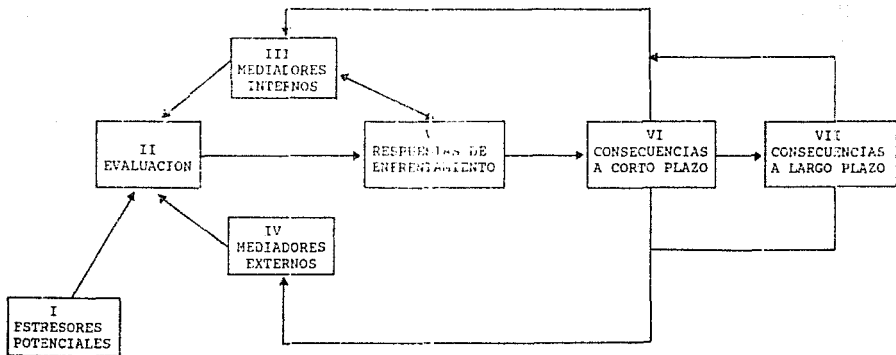 III
MEDIADORES
INTERNOS
II
EVALUACION
V
RESPUESTAS DE
ENFRENTAMIENTO
VI
CONSECUENCIAS
A CORTO PLAZO
VII
CONSECUENCIAS
A LARGO PLAZO
IV
MEDIADORES
EXTERNOS
I
ESTRESORES
POTENCIALES